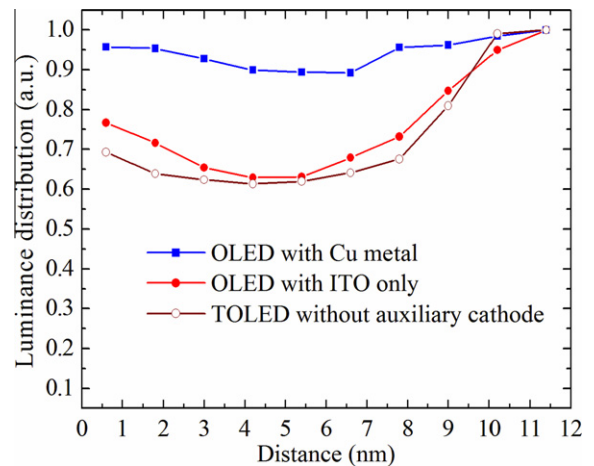 Luminance distribution (a.u.)
1.0
0.9
0.8
0.7
0.6
0.5
0.4
0.3
0.2
0.1
OLED with Cu metal
OLED with ITO only
TOLED without auxiliary cathode
0 1 2 3 4 5 6 7 8 9 10 11 12
Distance (nm)